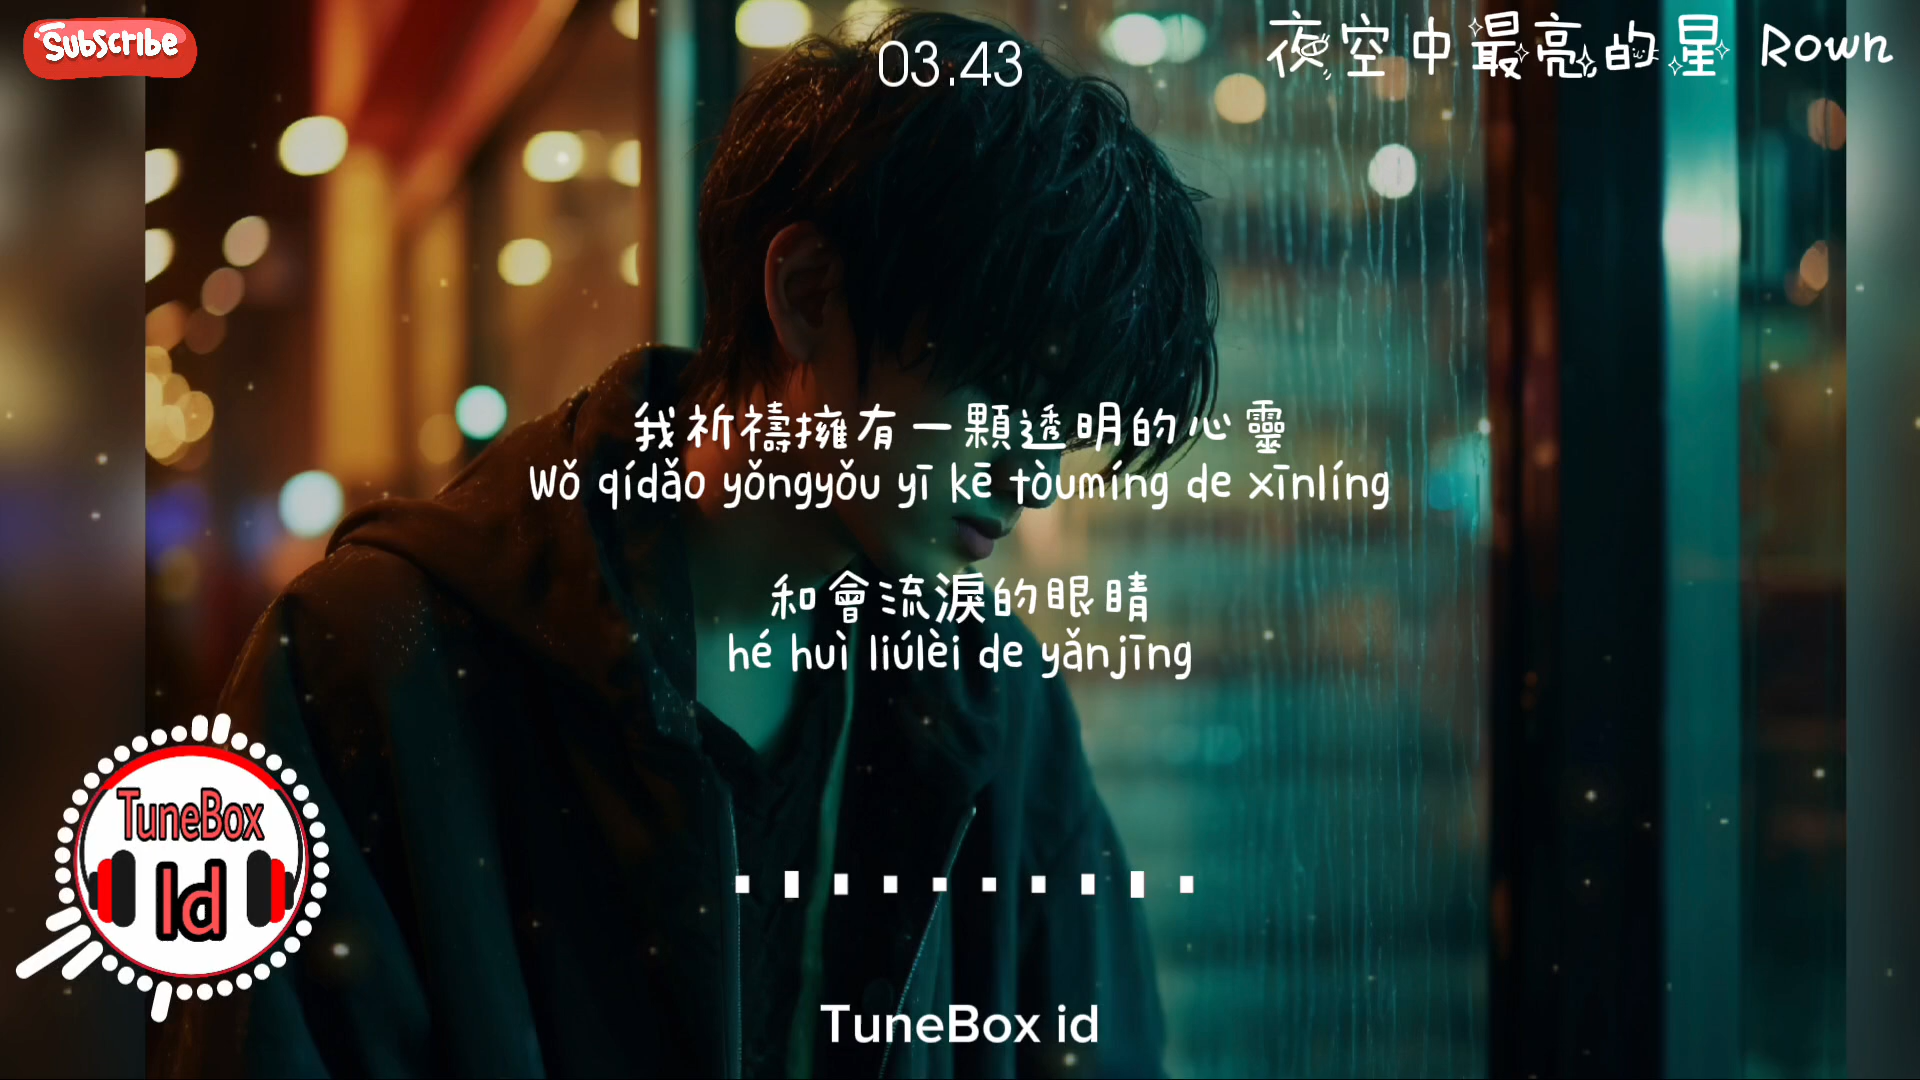 Subscribe
03.43
夜空中最亮的星 Rown
我祈禱擁有一顆透明的心靈
Wǒ qídǎo yǒngyǒu yī kē tòumíng de xīnlíng
和會流淚的眼睛
hé huì liúlèi de yǎnjīng
TuneBox
Id
TuneBox id